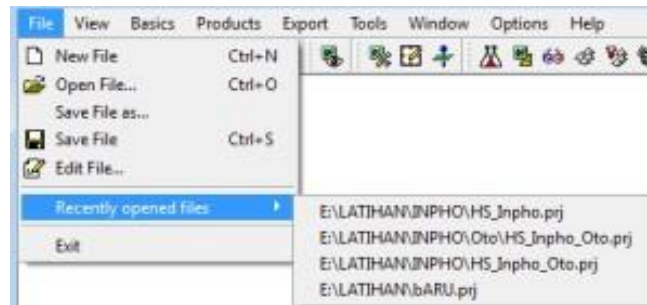 File View Basics Products Export Tools Window Options Help
New File Ctrl+N
Open File... Ctrl+O
Save File as...
Save File Ctrl+S
Edit File...
Recently opened files
E:\LATIHAN\INPHO\HS_Inpho.prj
E:\LATIHAN\INPHO\Oto\HS_Inpho_Oto.prj
E:\LATIHAN\INPHO\HS_Inpho_Oto.prj
E:\LATIHAN\bARU.prj
Exit